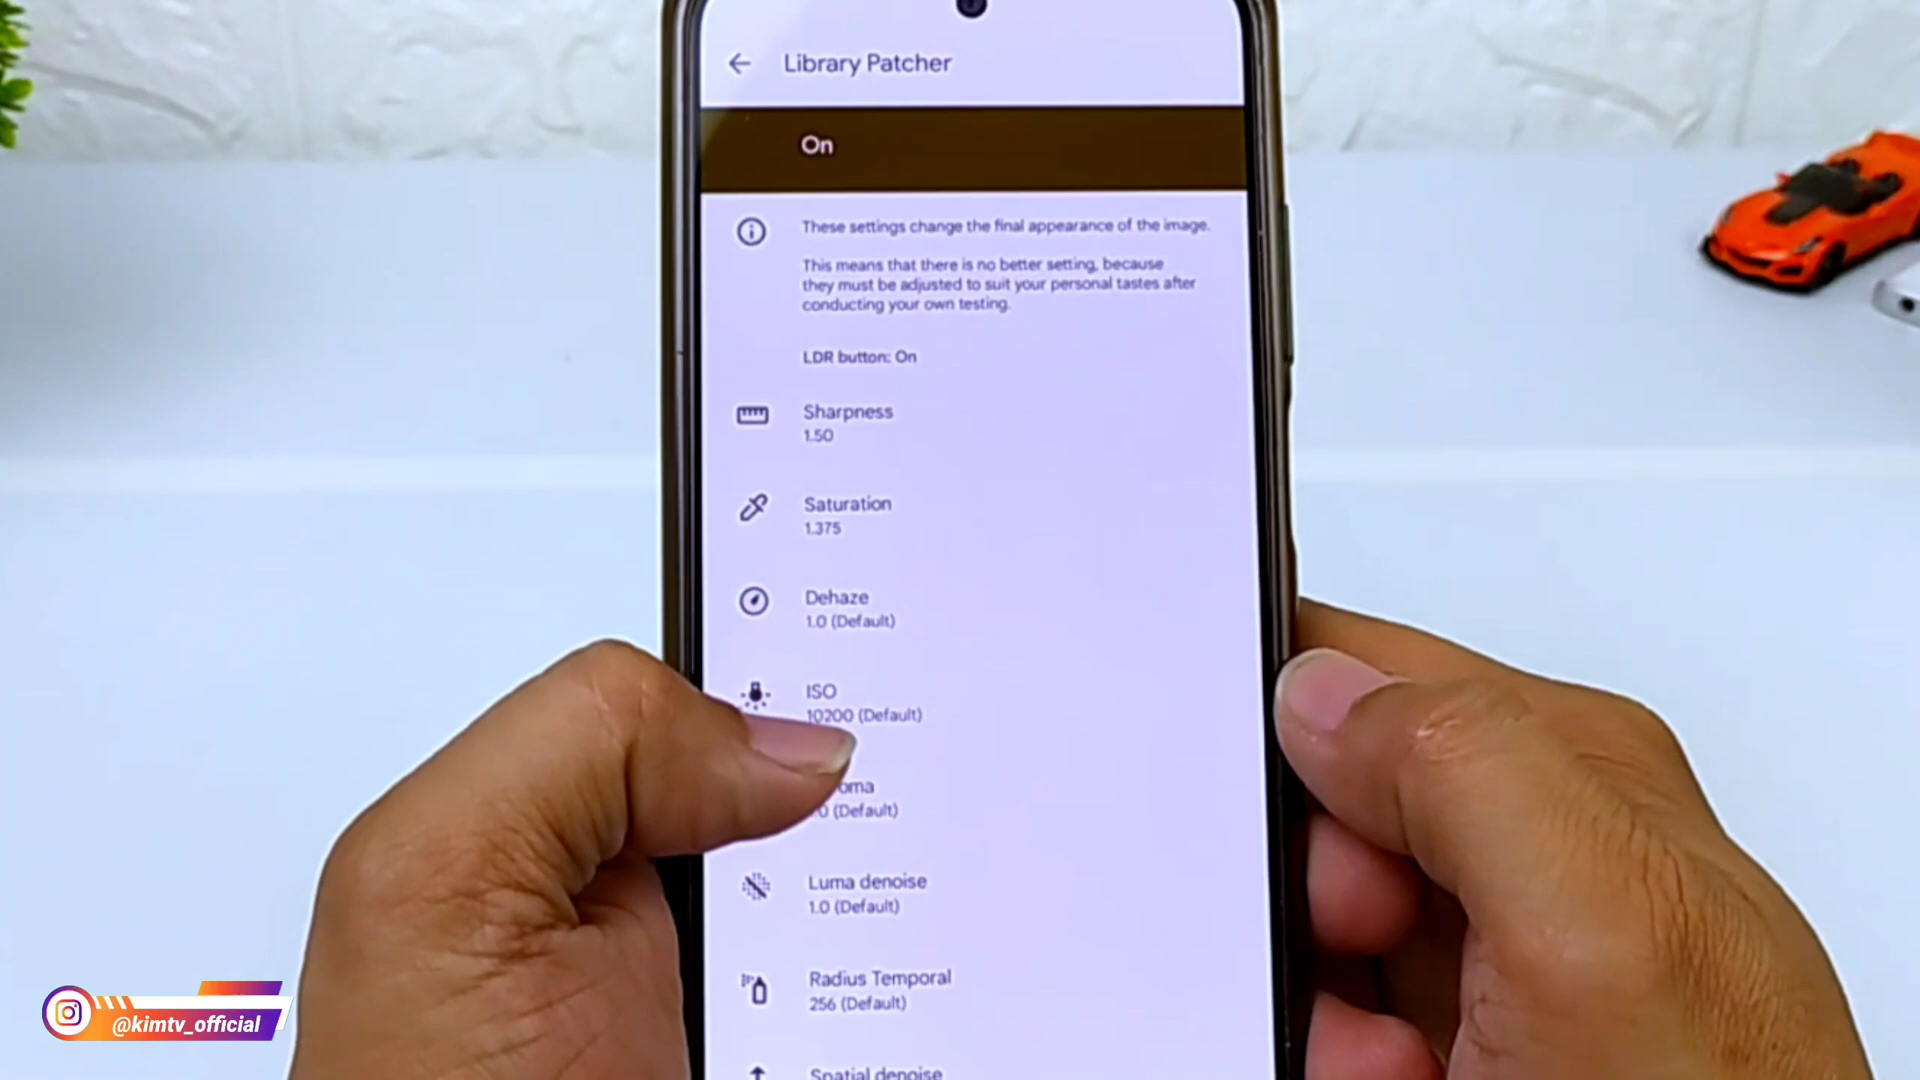 Library Patcher
On
These settings change the final appearance of the image.
This means that there is no better setting, because
they must be adjusted to suit your personal tastes after
conducting your own testing.
LDR button: On
Sharpness
1.50
Saturation
1.375
Dehaze
1.0 (Default)
ISO
10200 (Default)
oma
.0 (Default)
Luma denoise
1.0 (Default)
Radius Temporal
256 (Default)
Spatial denoise
@kimtv_official